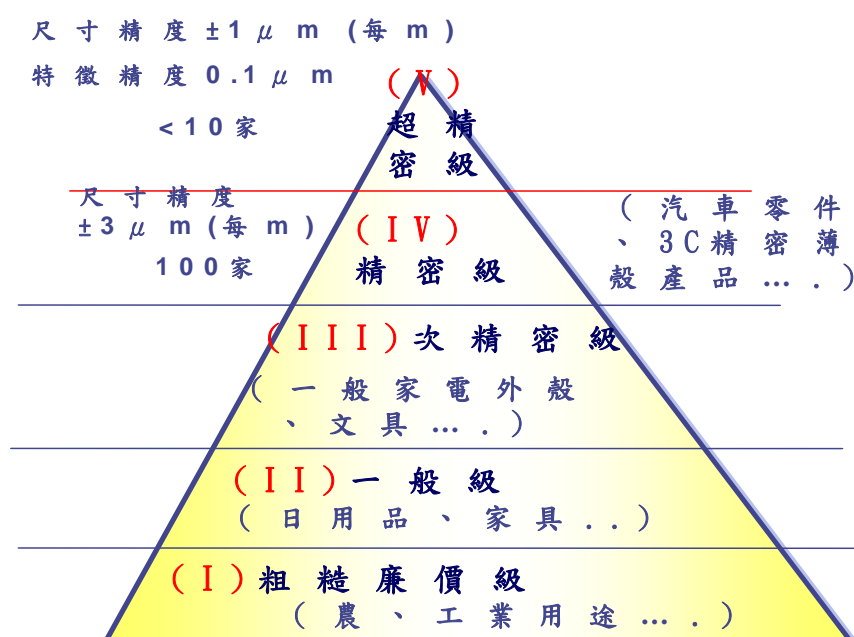 尺寸精度±1μm (每m)
特徵精度0.1μm
(V)
<10家
超精
密級
尺寸精度
±3μm(每m)
100家
(IV)
精密級
(汽車零件
、3C精密薄
殼產品….)
(III)次精密級
(一般家電外殼
、文具….)
(II)一般級
(日用品、家具..)
(I)粗糙廉價級
(農、工業用途….)